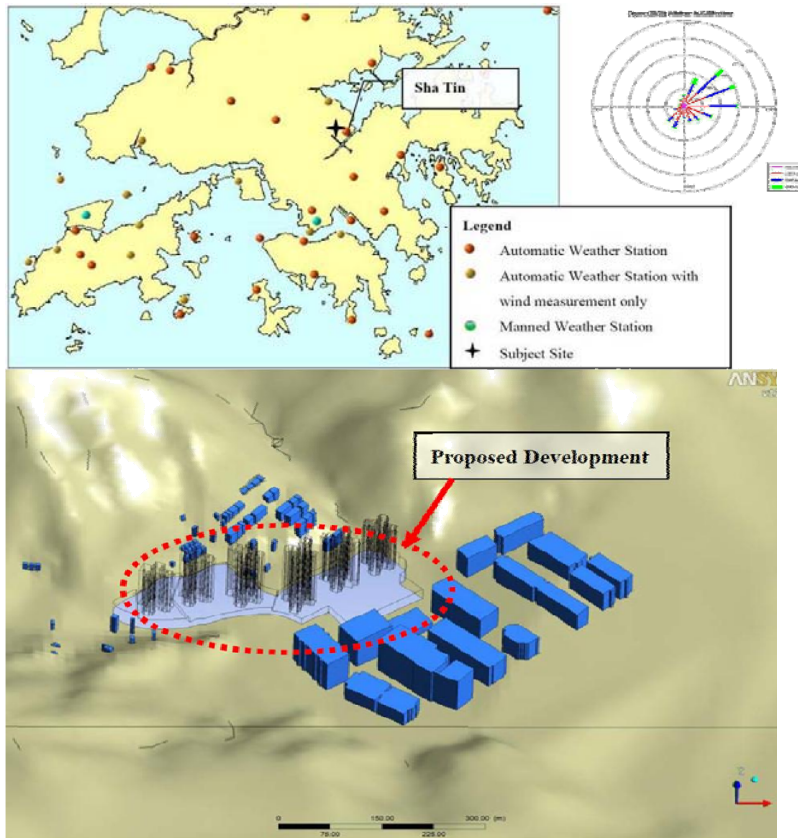 Sha Tin
Legend
Automatic Weather Station
Automatic Weather Station with
wind measurement only
Manned Weather Station
Subject Site
Proposed Development
0
150.00
300.00 (m)
75.00
225.00